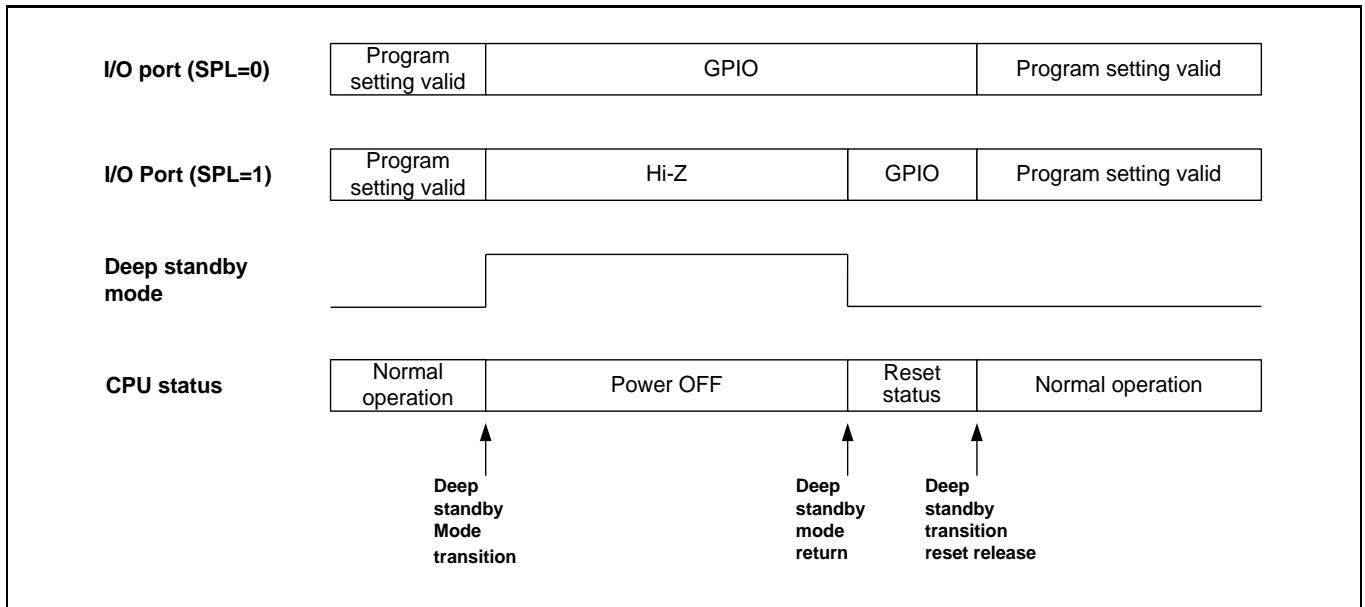 I/O port (SPL=0)
Program
setting valid
GPIO
Program setting valid
I/O Port (SPL=1)
Program
setting valid
Hi-Z
GPIO
Program setting valid
Deep standby
mode
CPU status
Normal
operation
Power OFF
Reset
status
Normal operation
Deep
standby
Mode
transition
Deep
standby
mode
return
Deep
standby
transition
reset release